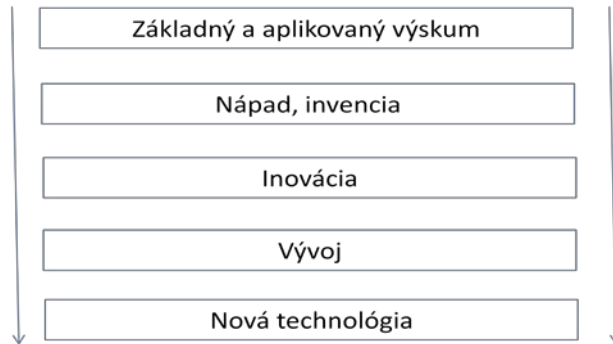 Základný a aplikovaný výskum
Nápad, invencia
Inovácia
Vývoj
Nová technológia